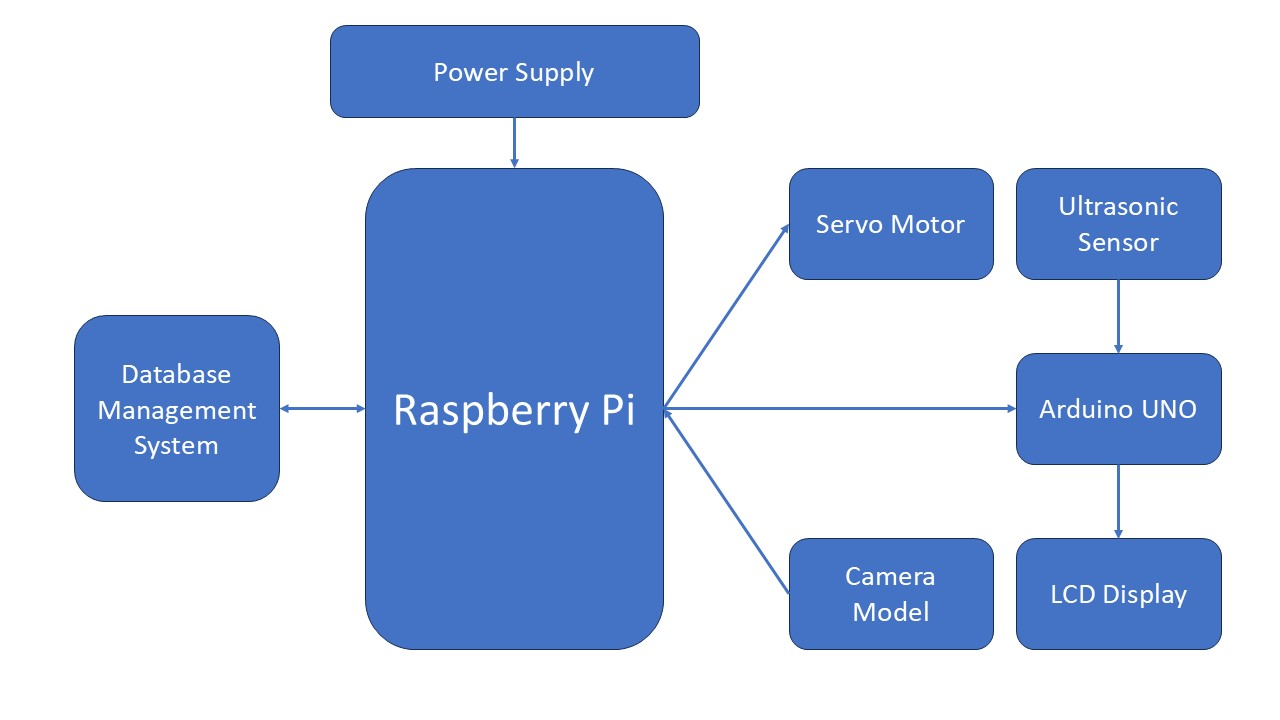 Power Supply
Servo Motor
Ultrasonic
Sensor
Database
Management
System
Raspberry Pi
Arduino UNO
Camera
Model
LCD Display